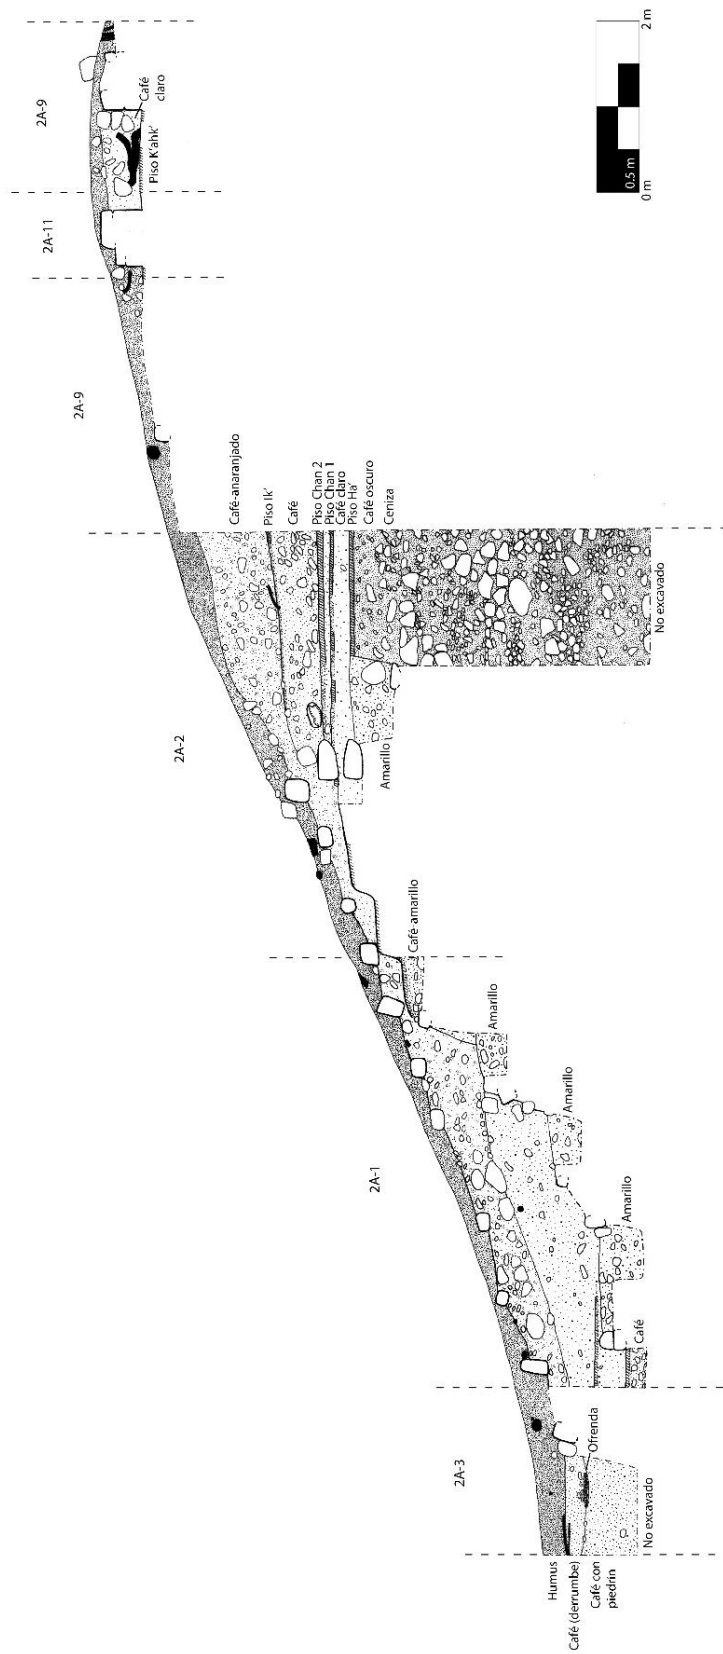 2A-3
2A-1
2A-2
2A-9
2A-11
2A-9
Humus
Café (derrumbe)
Café con
piedrín
Ofrenda
No excavado
Café
Amarillo
Amarillo
Amarillo
Café-amarillo
Amarillo
Café-anaranjado
Piso Ik'
Café
Piso Chan 2
Piso Chan 1
Café claro
Piso Ha'
Café oscuro
Ceniza
No excavado
Piso K'ahk'
Café
claro
0 m
0.5 m
2 m